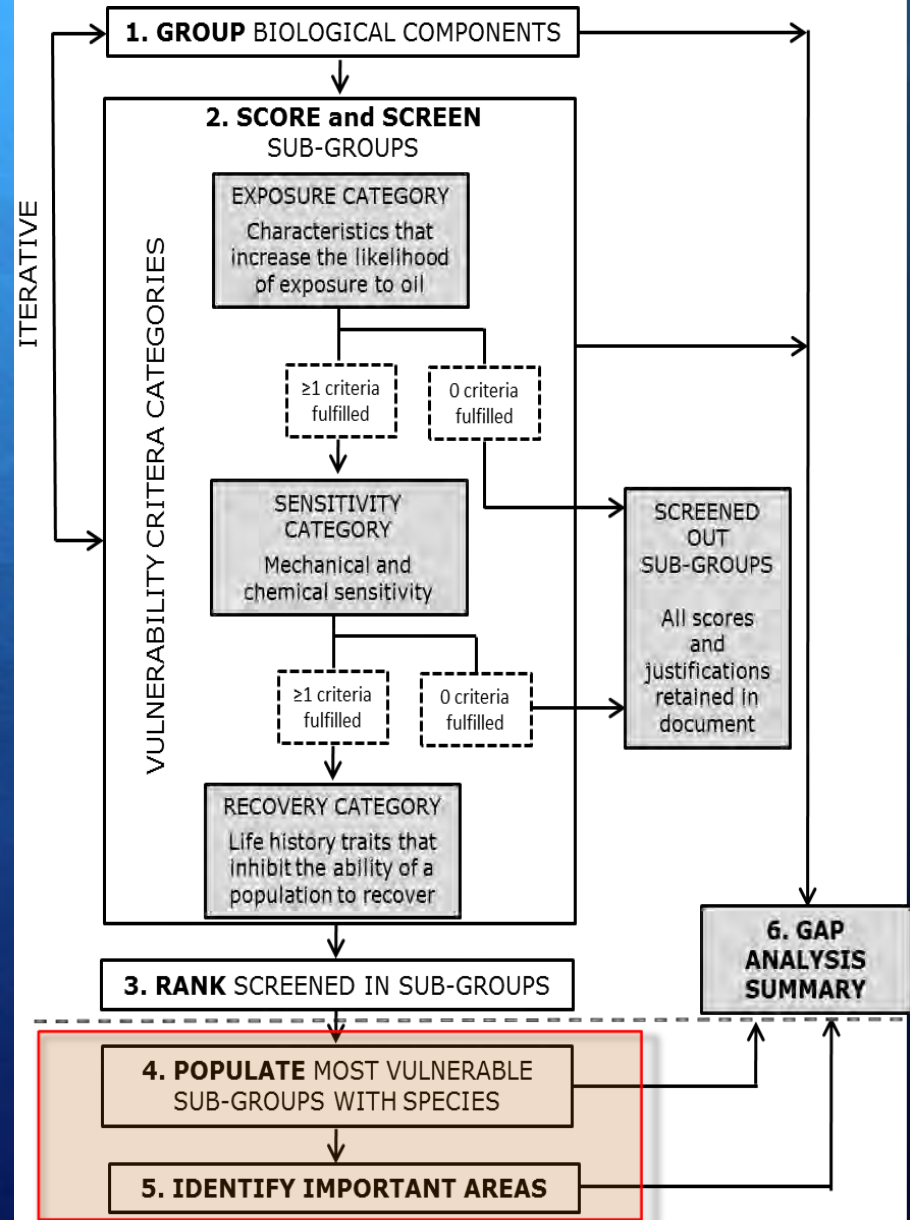 1. GROUP BIOLOGICAL COMPONENTS
ITERATIVE
VULNERABILITY CRITERA CATEGORIES
2. SCORE and SCREEN
SUB-GROUPS
EXPOSURE CATEGORY
Characteristics that
increase the likelihood
of exposure to oil
≥1 criteria
fulfilled
0 criteria
fulfilled
SENSITIVITY
CATEGORY
Mechanical and
chemical sensitivity
SCREENED
OUT
SUB-GROUPS
All scores
and
justifications
retained in
document
≥1 criteria
fulfilled
0 criteria
fulfilled
RECOVERY CATEGORY
Life history traits that
inhibit the ability of a
population to recover
6. GAP
ANALYSIS
SUMMARY
3. RANK SCREENED IN SUB-GROUPS
4. POPULATE MOST VULNERABLE
SUB-GROUPS WITH SPECIES
5. IDENTIFY IMPORTANT AREAS